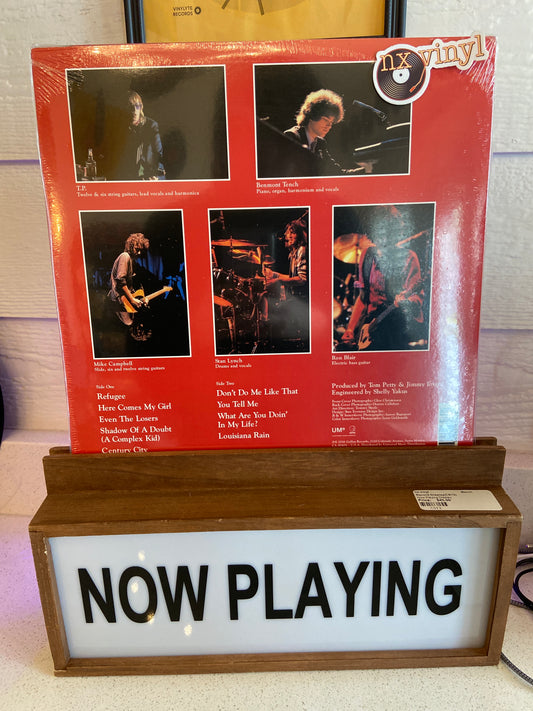 VINYLYTE
RECORDS
nx vinyl
T.P.
Twelve & six string guitars, lead vocals and harmonica
Benmont Tench
Piano, organ, harmonium and vocals
Mike Campbell
Slide, six and twelve string guitars
Stan Lynch
Drums and vocals
Ron Blair
Electric bass guitar
Side One
Refugee
Here Comes My Girl
Even The Losers
Shadow Of A Doubt
(A Complex Kid)
Century City
Side Two
Don't Do Me Like That
You Tell Me
What Are You Doin'
In My Life?
Louisiana Rain
Produced by Tom Petty & Jimmy
Engineered by Shelly Yakus
UMe
NOW PLAYING